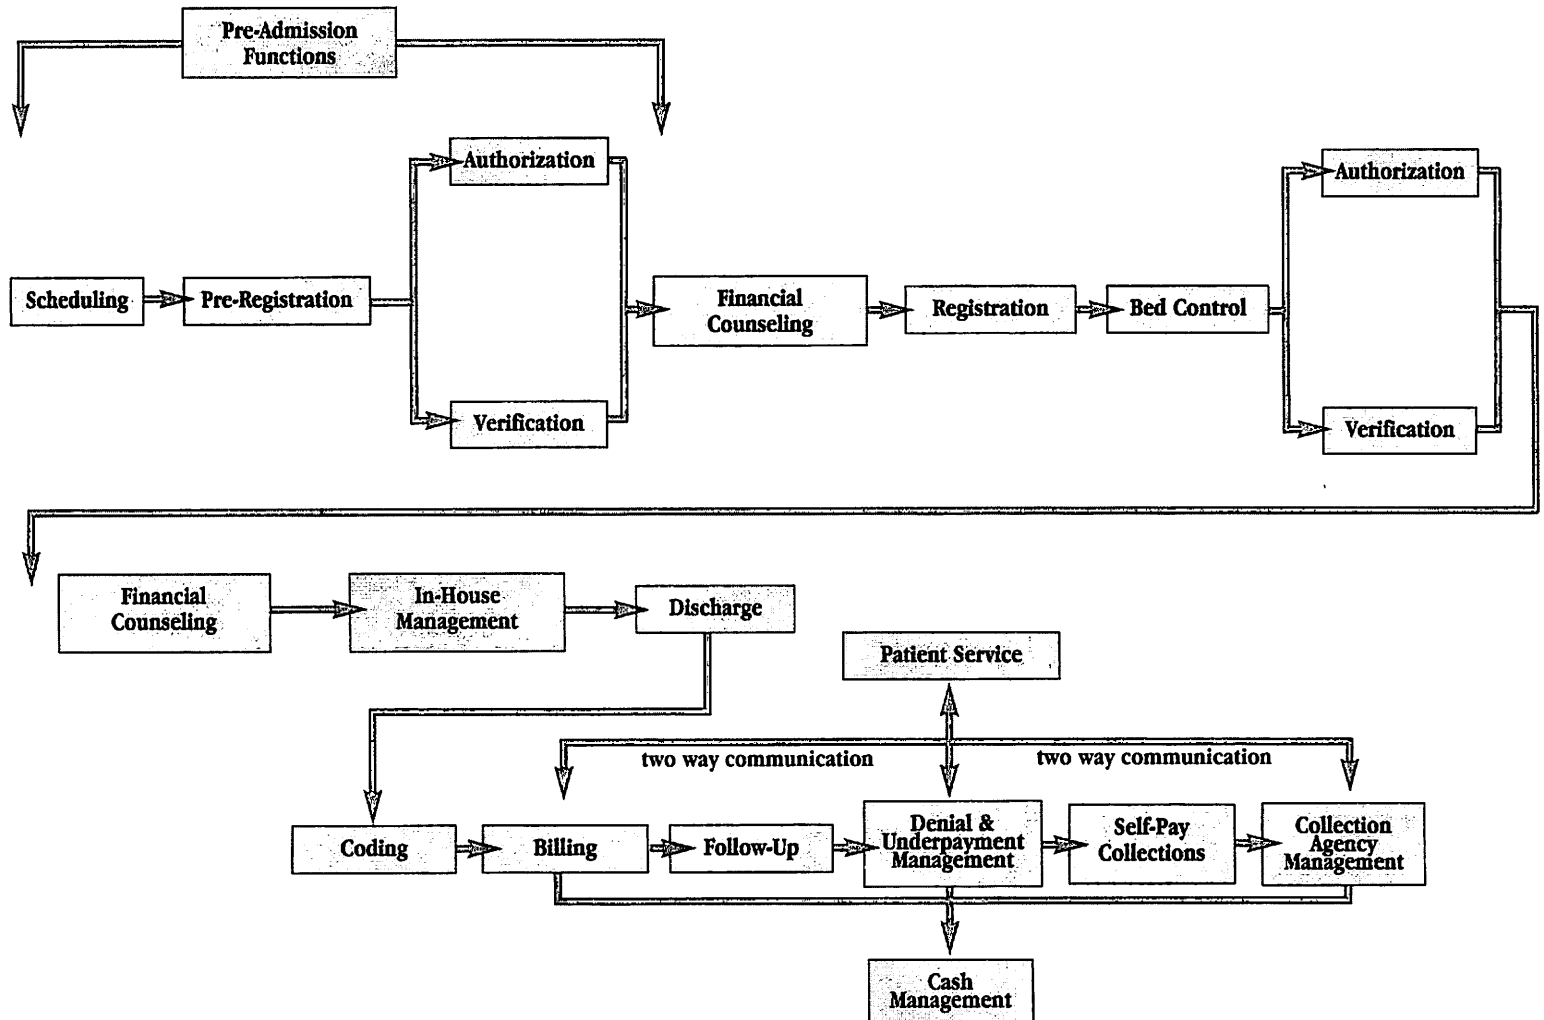 Pre-Admission
Functions
Authorization
Authorization
Scheduling
Pre-Registration
Financial
Counseling
Registration
Bed Control
Verification
Verification
Financial
Counseling
In-House
Management
Discharge
Patient Service
two way communication
two way communication
Coding
Billing
Follow-Up
Denial &
Underpayment
Management
Self-Pay
Collections
Collection
Agency
Management
Cash
Management